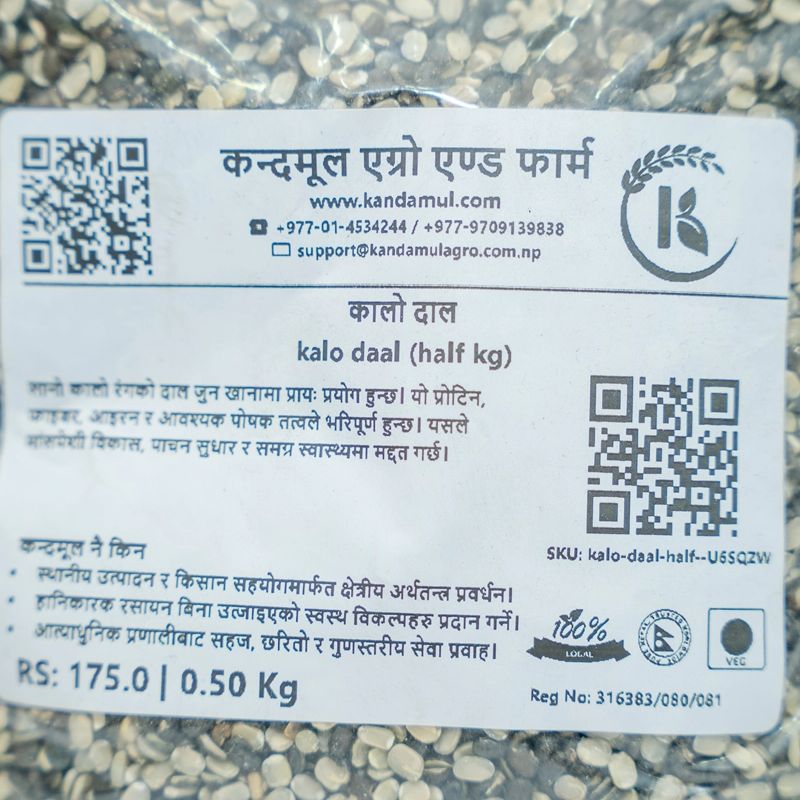 कन्दमूल एग्रो एण्ड फार्म
www.kandamul.com
+977-01-4534244 / +977-9709139838
support@kandamulagro.com.np
K
कालो दाल
kalo daal (half kg)
सानो कालो रंगको दाल जुन खानामा प्रायः प्रयोग हुन्छ। यो प्रोटिन,
फाइबर, आइरन र आवश्यक पोषक तत्वले भरिपूर्ण हुन्छ। यसले
मांसपेशी विकास, पाचन सुधार र समग्र स्वास्थ्यमा मद्दत गर्छ।
SKU: kalo-daal-half--U6SQZW
कन्दमूल नै किन
• स्थानीय उत्पादन र किसान सहयोगमार्फत क्षेत्रीय अर्थतन्त्र प्रवर्धन।
• हानिकारक रसायन बिना उत्जाइएको स्वस्थ विकल्पहरु प्रदान गर्ने।
• आत्याधुनिक प्रणालीबाट सहज, छरितो र गुणस्तरीय सेवा प्रवाह।
100%
LOCAL
VEG
RS: 175.0 | 0.50 Kg
Reg No: 316383/080/081